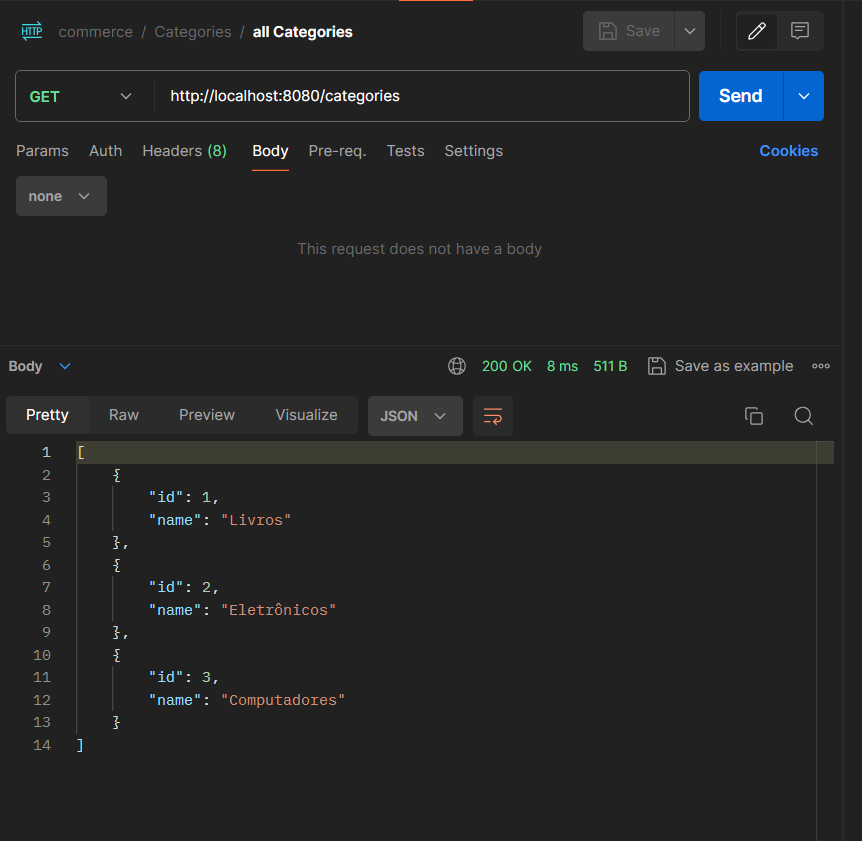 HTTP commerce / Categories / all Categories Save
GET http://localhost:8080/categories Send
Params Auth Headers (8) Body Pre-req. Tests Settings Cookies
none
This request does not have a body
Body 200 OK 8 ms 511 B Save as example
Pretty Raw Preview Visualize JSON
1 [
2 {
3 "id": 1,
4 "name": "Livros"
5 },
6 {
7 "id": 2,
8 "name": "Eletrônicos"
9 },
10 {
11 "id": 3,
12 "name": "Computadores"
13 }
14 ]